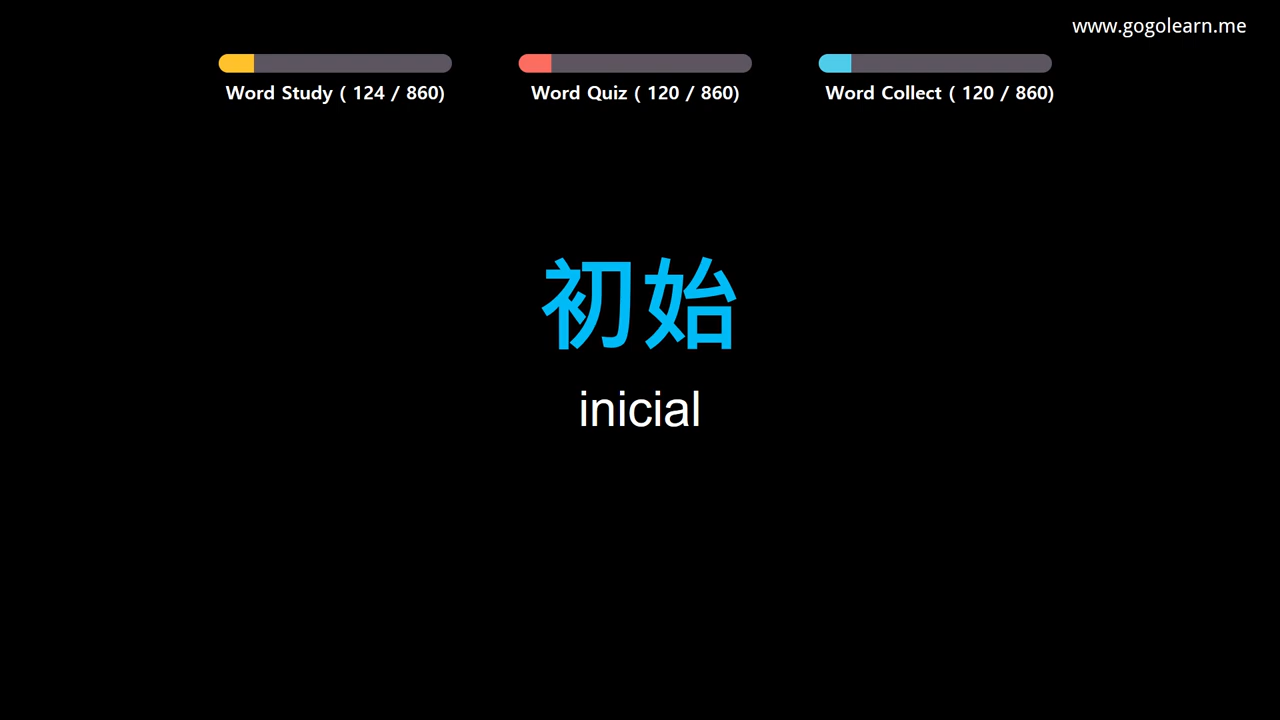 www.gogolearn.me
Word Study ( 124 / 860)
Word Quiz ( 120 / 860)
Word Collect ( 120 / 860)
初始
inicial